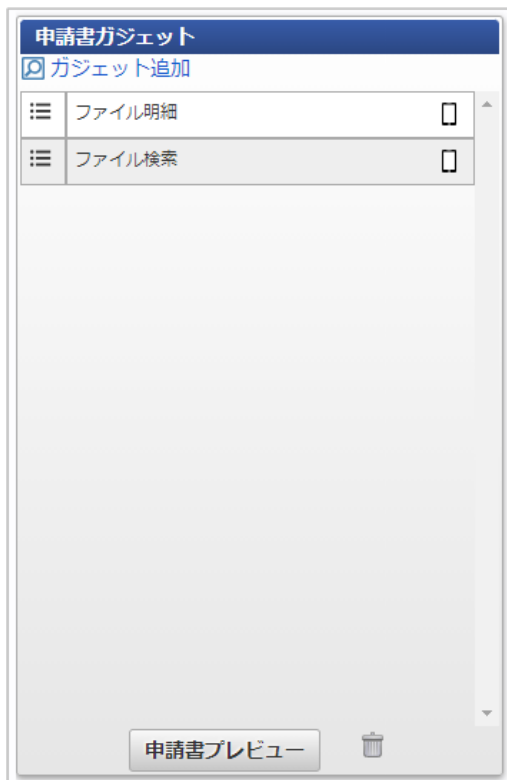 申請書ガジェット
ガジェット追加
ファイル明細
ファイル検索
申請書プレビュー